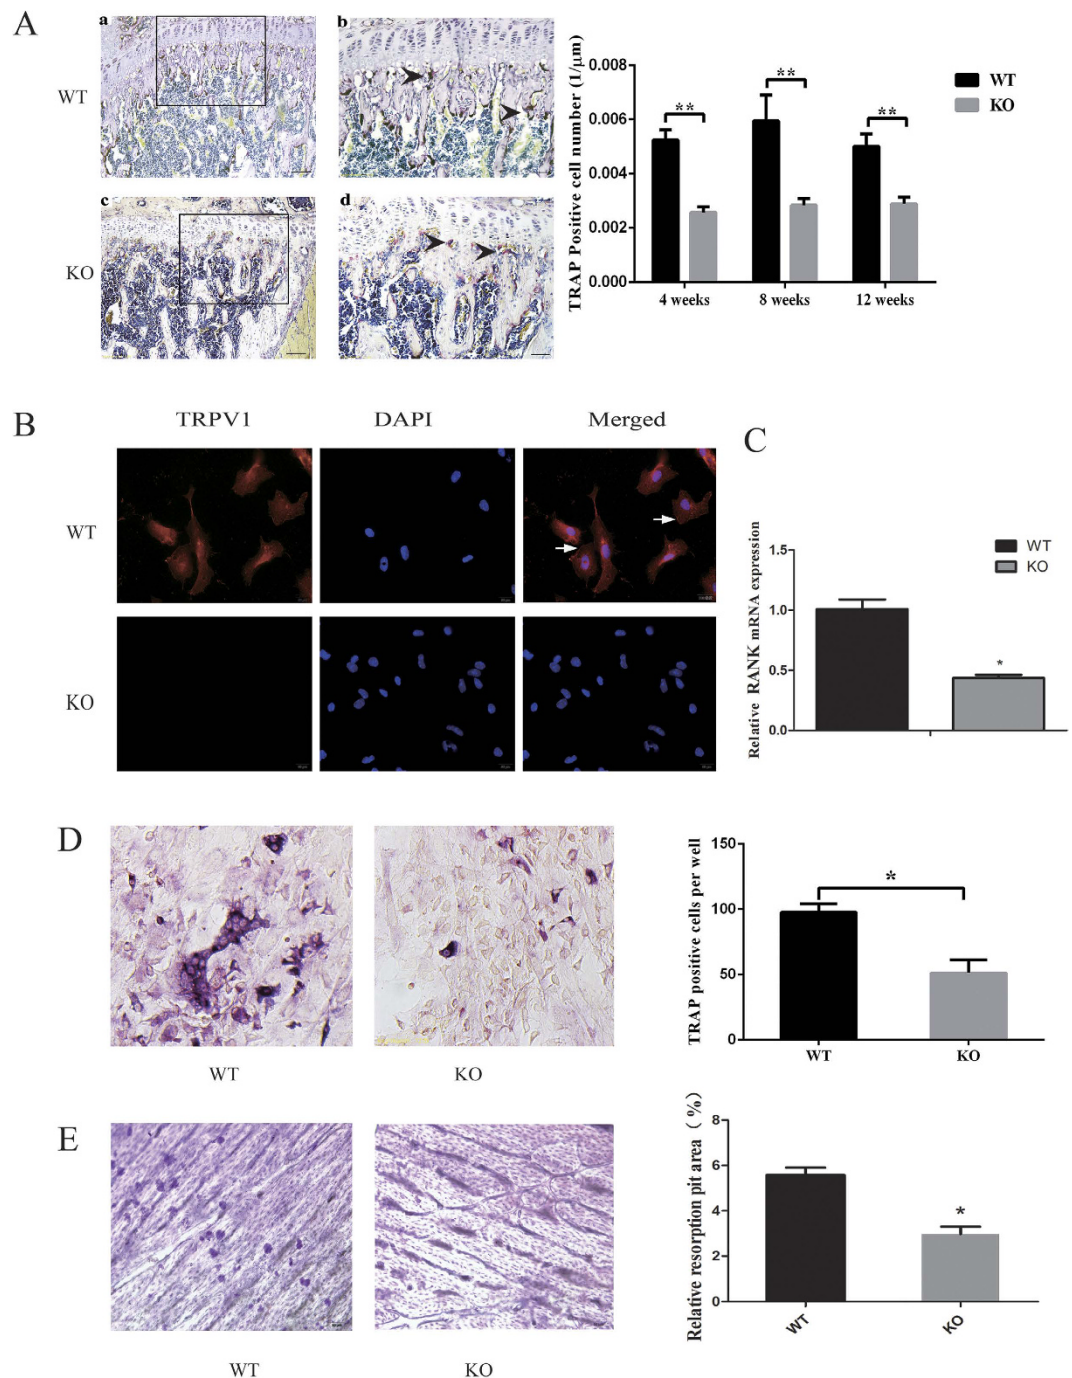 A
a
b
WT
c
d
KO
TRAP Positive cell number (1/μm)
0.008
0.006
0.004
0.002
0.000
**
**
**
4 weeks
8 weeks
12 weeks
WT
KO
B
TRPV1
DAPI
Merged
WT
KO
C
Relative RANK mRNA expression
1.5
1.0
0.5
0.0
WT
KO
*
D
WT
KO
TRAP positive cells per well
150
100
50
0
*
WT
KO
E
WT
KO
Relative resorption pit area ( %)
8
6
4
2
0
*
WT
KO